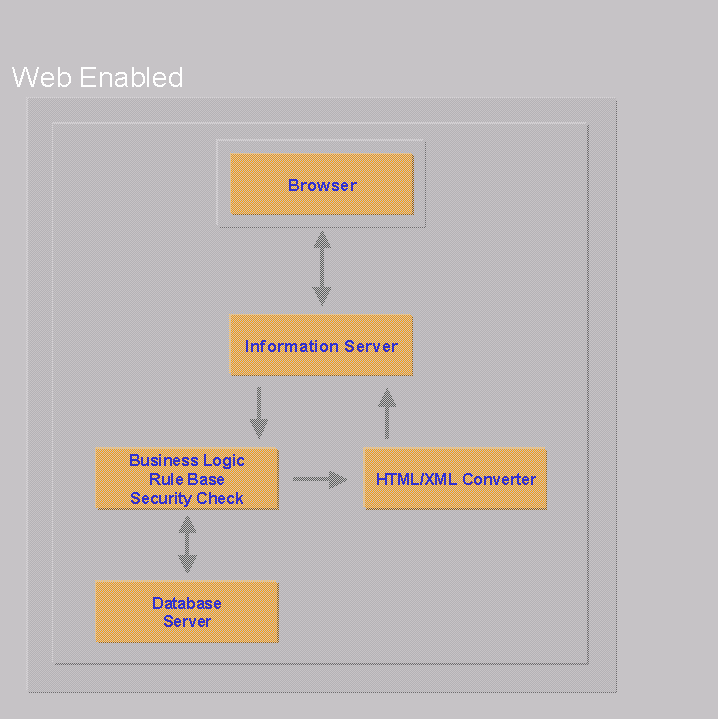 Web Enabled
Browser
Information Server
Business Logic
Rule Base
Security Check
HTML/XML Converter
Database
Server